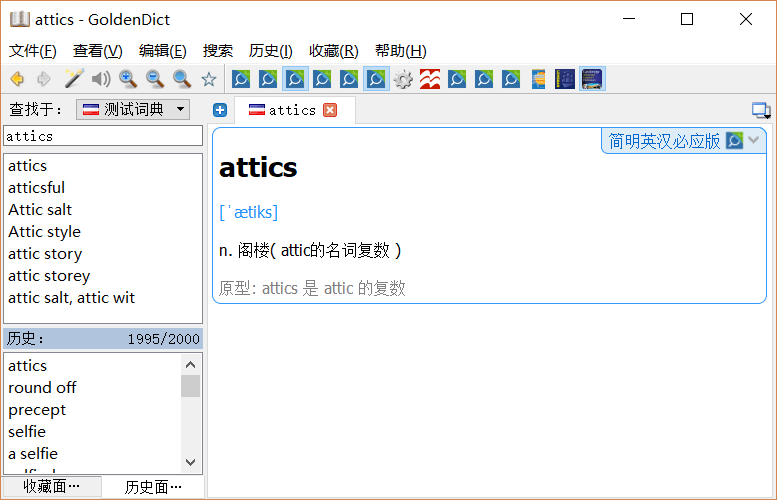 attics - GoldenDict
文件(F) 查看(V) 编辑(E) 搜索 历史(I) 收藏(R) 帮助(H)
查找于： 测试词典
attics
attics
attics
atticsful
Attic salt
Attic style
attic story
attic storey
attic salt, attic wit
历史： 1995/2000
attics
round off
precept
selfie
a selfie
收藏面… 历史面…
简明英汉必应版
attics
[ˈætiks]
n. 阁楼( attic的名词复数 )
原型: attics 是 attic 的复数